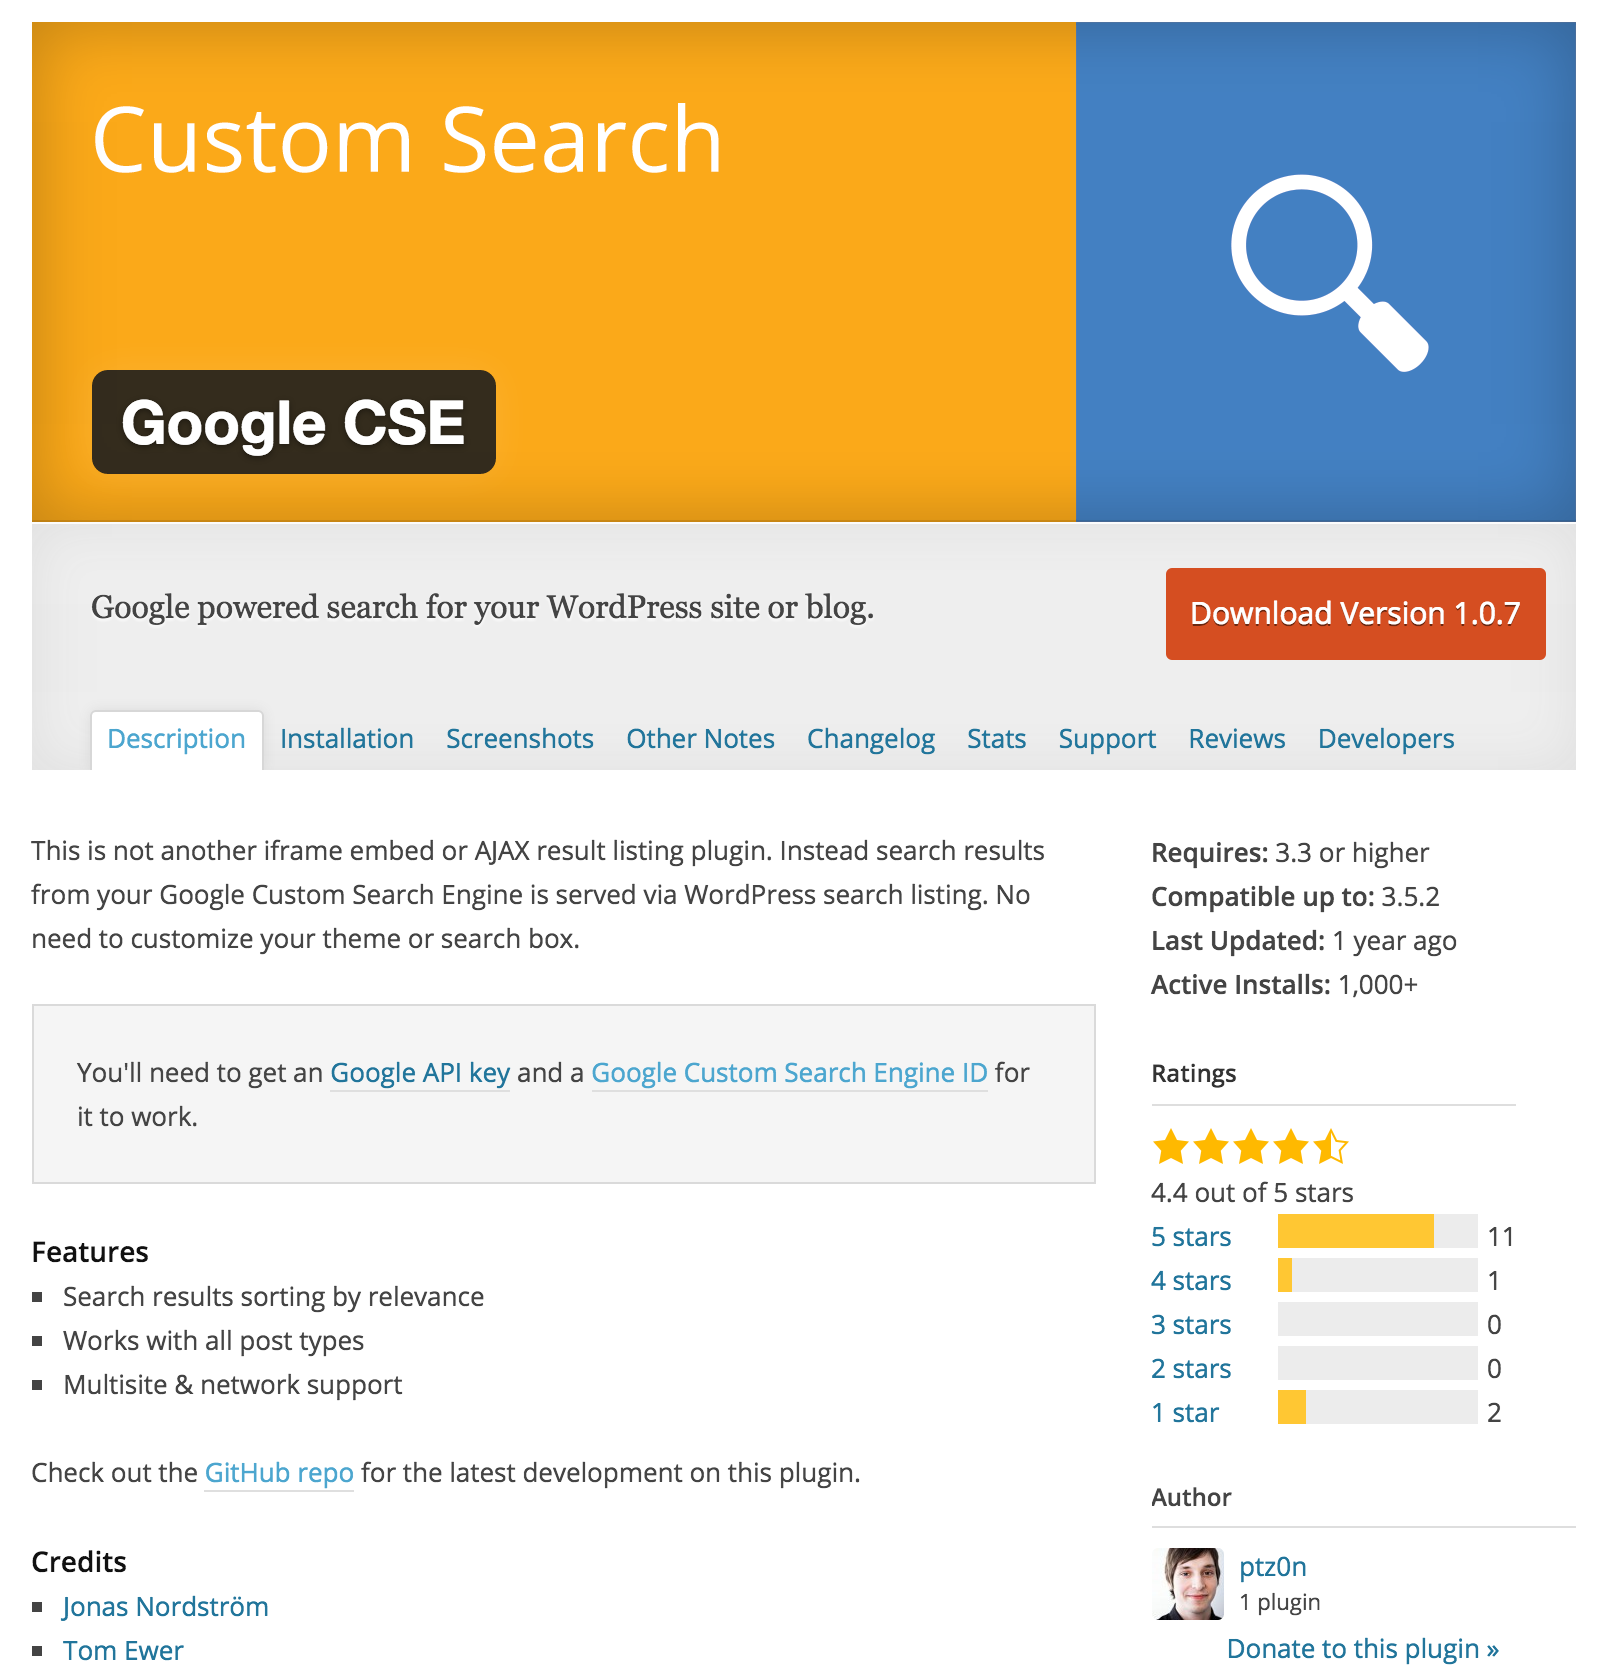 Custom Search
Google CSE
Google powered search for your WordPress site or blog.
Download Version 1.0.7
Description Installation Screenshots Other Notes Changelog Stats Support Reviews Developers
This is not another iframe embed or AJAX result listing plugin. Instead search results
from your Google Custom Search Engine is served via WordPress search listing. No
need to customize your theme or search box.
You'll need to get an Google API key and a Google Custom Search Engine ID for
it to work.
Features
▪ Search results sorting by relevance
▪ Works with all post types
▪ Multisite & network support
Check out the GitHub repo for the latest development on this plugin.
Credits
▪ Jonas Nordström
▪ Tom Ewer
Requires: 3.3 or higher
Compatible up to: 3.5.2
Last Updated: 1 year ago
Active Installs: 1,000+
Ratings
4.4 out of 5 stars
5 stars 11
4 stars 1
3 stars 0
2 stars 0
1 star 2
Author
ptz0n
1 plugin
Donate to this plugin »